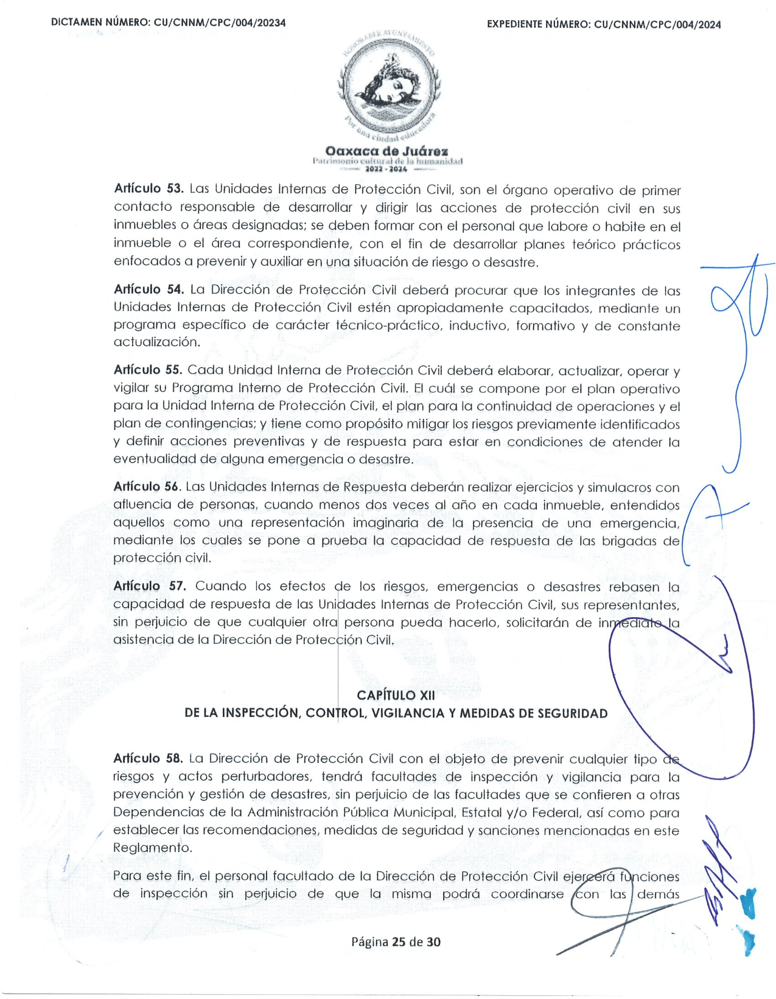 DICTAMEN NÚMERO: CU/CNNM/CPC/004/20234
EXPEDIENTE NÚMERO: CU/CNNM/CPC/004/2024
HONORABLE AYUNTAMIENTO
Por una ciudad educadora
Oaxaca de Juárez
Patrimonio cultural de la humanidad
2022 - 2024
Artículo 53. Las Unidades Internas de Protección Civil, son el órgano operativo de primer
contacto responsable de desarrollar y dirigir las acciones de protección civil en sus
inmuebles o áreas designadas; se deben formar con el personal que labore o habite en el
inmueble o el área correspondiente, con el fin de desarrollar planes teórico prácticos
enfocados a prevenir y auxiliar en una situación de riesgo o desastre.
Artículo 54. La Dirección de Protección Civil deberá procurar que los integrantes de las
Unidades Internas de Protección Civil estén apropiadamente capacitados, mediante un
programa específico de carácter técnico-práctico, inductivo, formativo y de constante
actualización.
Artículo 55. Cada Unidad Interna de Protección Civil deberá elaborar, actualizar, operar y
vigilar su Programa Interno de Protección Civil. El cuál se compone por el plan operativo
para la Unidad Interna de Protección Civil, el plan para la continuidad de operaciones y el
plan de contingencias; y tiene como propósito mitigar los riesgos previamente identificados
y definir acciones preventivas y de respuesta para estar en condiciones de atender la
eventualidad de alguna emergencia o desastre.
Artículo 56. Las Unidades Internas de Respuesta deberán realizar ejercicios y simulacros con
afluencia de personas, cuando menos dos veces al año en cada inmueble, entendidos
aquellos como una representación imaginaria de la presencia de una emergencia,
mediante los cuales se pone a prueba la capacidad de respuesta de las brigadas de
protección civil.
Artículo 57. Cuando los efectos de los riesgos, emergencias o desastres rebasen la
capacidad de respuesta de las Unidades Internas de Protección Civil, sus representantes,
sin perjuicio de que cualquier otra persona pueda hacerlo, solicitarán de inmediato la
asistencia de la Dirección de Protección Civil.
CAPÍTULO XII
DE LA INSPECCIÓN, CONTROL, VIGILANCIA Y MEDIDAS DE SEGURIDAD
Artículo 58. La Dirección de Protección Civil con el objeto de prevenir cualquier tipo de
riesgos y actos perturbadores, tendrá facultades de inspección y vigilancia para la
prevención y gestión de desastres, sin perjuicio de las facultades que se confieren a otras
Dependencias de la Administración Pública Municipal, Estatal y/o Federal, así como para
establecer las recomendaciones, medidas de seguridad y sanciones mencionadas en este
Reglamento.
Para este fin, el personal facultado de la Dirección de Protección Civil ejercerá funciones
de inspección sin perjuicio de que la misma podrá coordinarse con las demás
Página 25 de 30